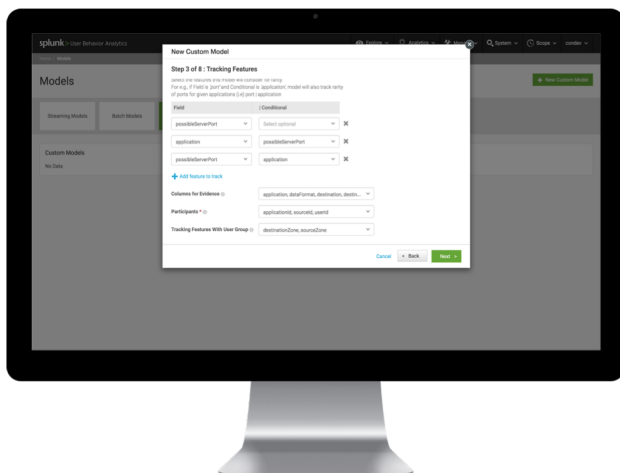 splunk> User Behavior Analytics
Explore
Analytics
System
Scope
condev
Home / Models
Models
+ New Custom Model
Streaming Models
Batch Models
Custom Models
No Data
New Custom Model
Step 3 of 8 : Tracking Features
For e.g., if Field is 'port'and Conditional is 'application', model will also track rarity
of ports for given applications (i.e) port | application
Field
| Conditional
possibleServerPort
Select optional
application
possibleServerPort
possibleServerPort
application
+ Add feature to track
Columns for Evidence
application, dataFormat, destination, destin...
Participants *
applicationId, sourceId, userId
Tracking Features With User Group
destinationZone, sourceZone
Cancel
< Back
Next >